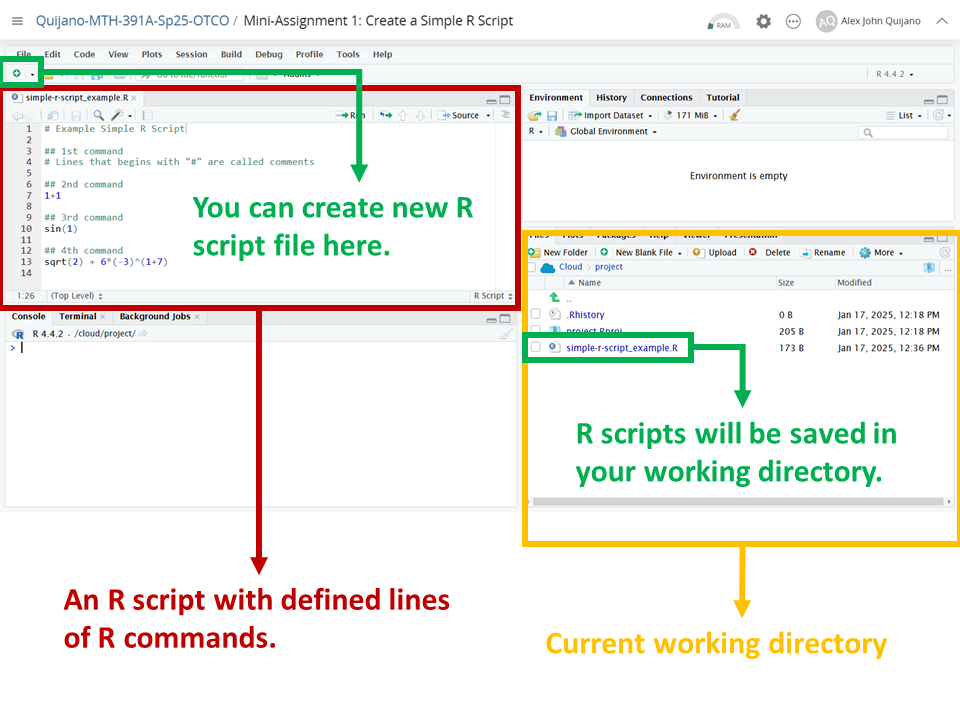 Quijano-MTH-391A-Sp25-OTCO / Mini-Assignment 1: Create a Simple R Script
RAM
AQ Alex John Quijano
File Edit Code View Plots Session Build Debug Profile Tools Help
Go to file/function
Addins
R 4.4.2
simple-r-script_example.R
Run
Source
1 # Example Simple R Script
2
3 ## 1st command
4 # Lines that begins with "#" are called comments
5
6 ## 2nd command
7 1+1
8
9 ## 3rd command
10 sin(1)
11
12 ## 4th command
13 sqrt(2) + 6*(-3)^(1+7)
14
1:26 (Top Level) R Script
You can create new R
script file here.
Console Terminal Background Jobs
R R 4.4.2 · /cloud/project/
>
Environment History Connections Tutorial
Import Dataset 171 MiB List
R Global Environment
Environment is empty
Files Plots Packages Help Viewer Presentation
New Folder New Blank File Upload Delete Rename More ...
Cloud project R ...
Name Size Modified
..
.Rhistory 0 B Jan 17, 2025, 12:18 PM
project.Rproj 205 B Jan 17, 2025, 12:18 PM
simple-r-script_example.R 173 B Jan 17, 2025, 12:36 PM
R scripts will be saved in
your working directory.
An R script with defined lines
of R commands.
Current working directory